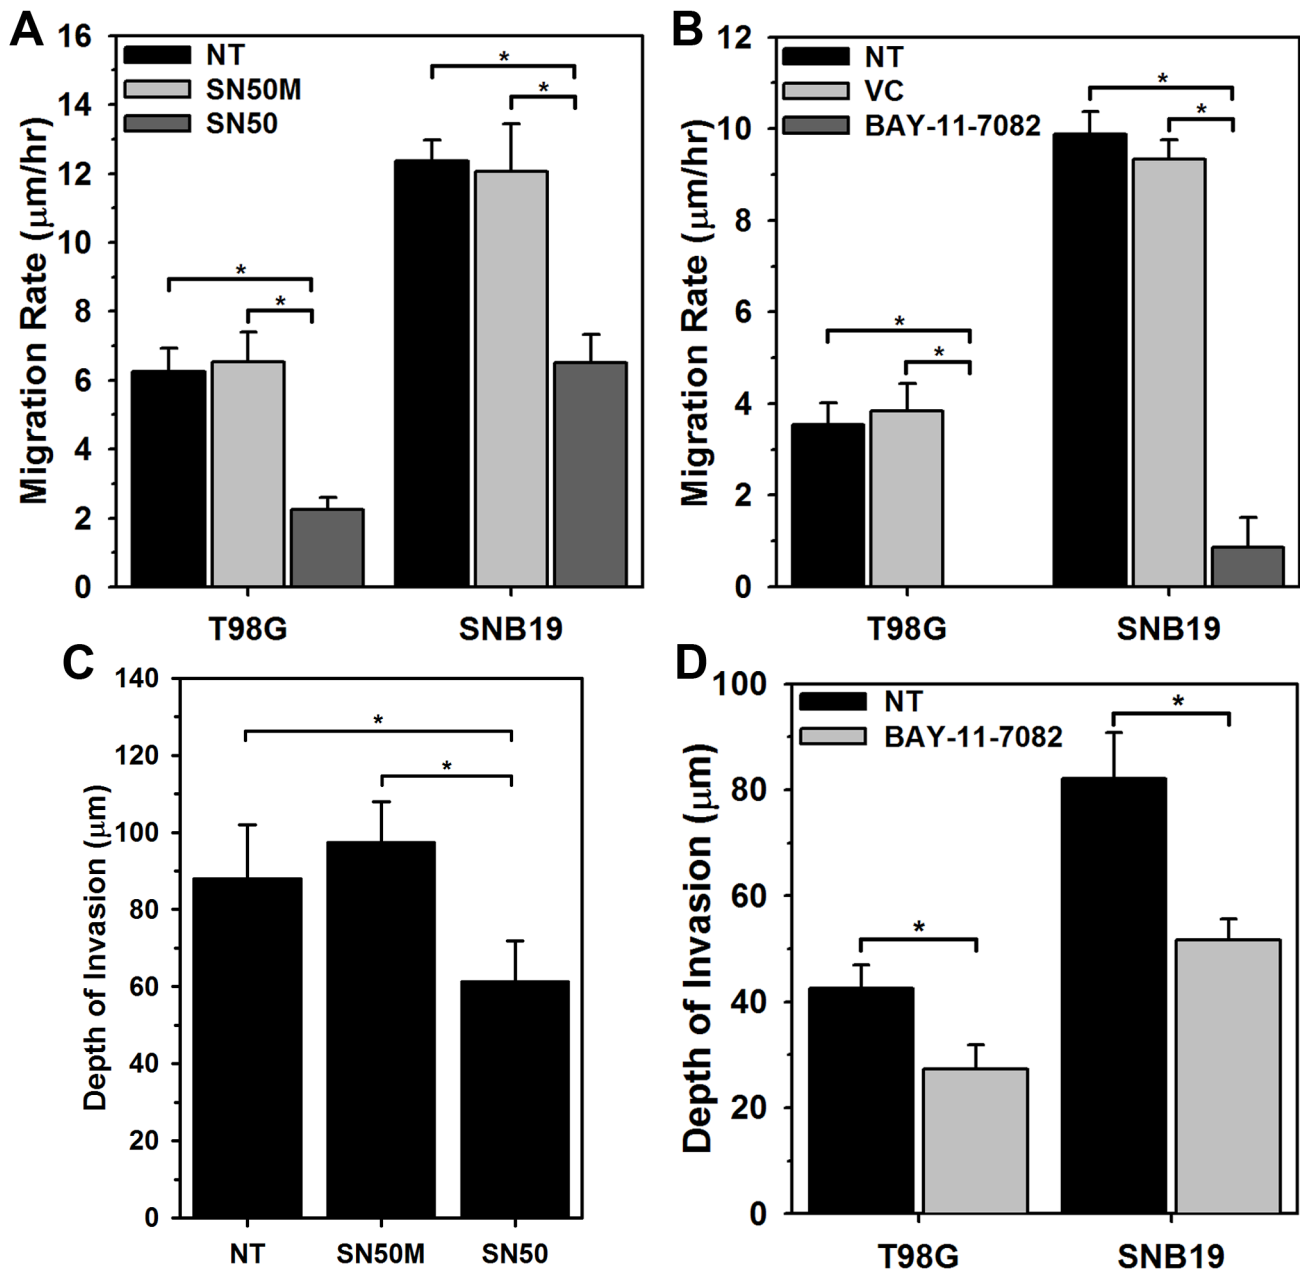 A
Migration Rate (μm/hr)
16
14
12
10
8
6
4
2
0
NT
SN50M
SN50
*
*
*
*
T98G
SNB19
B
Migration Rate (μm/hr)
12
10
8
6
4
2
0
NT
VC
BAY-11-7082
*
*
*
*
T98G
SNB19
C
Depth of Invasion (μm)
140
120
100
80
60
40
20
0
*
*
NT
SN50M
SN50
D
Depth of Invasion (μm)
100
80
60
40
20
0
NT
BAY-11-7082
*
*
T98G
SNB19